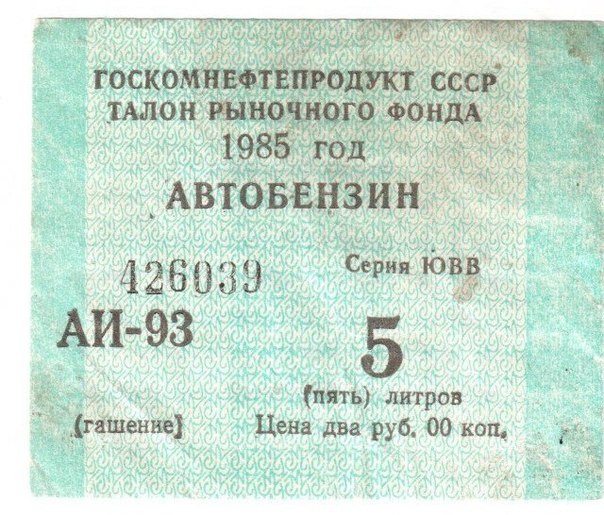 ГОСКОМНЕФТЕПРОДУКТ СССР
ТАЛОН РЫНОЧНОГО ФОНДА
1985 год
АВТОБЕНЗИН
426039 Серия ЮВВ
АИ-93 5
(пять) литров
(гашение) Цена два руб. 00 коп.